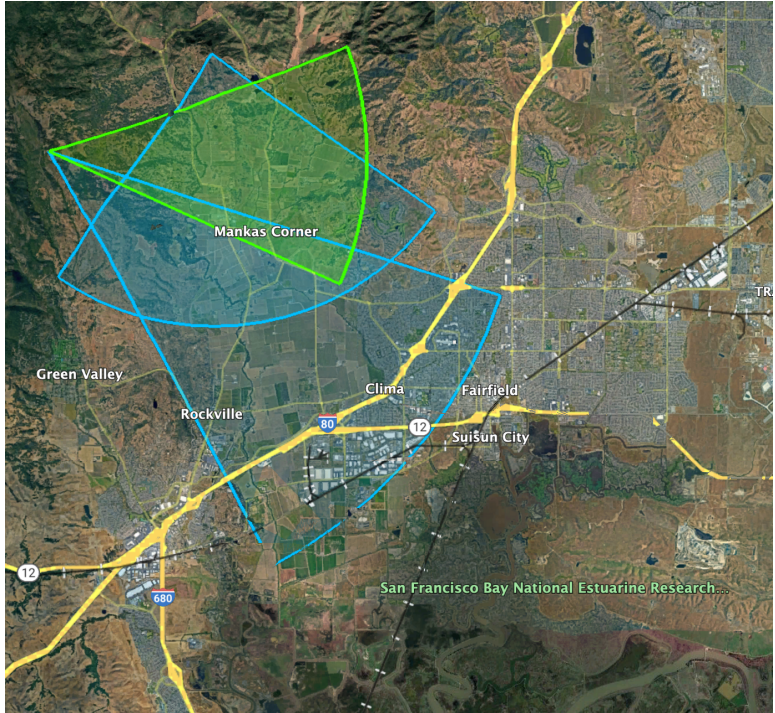 Mankas Corner
TR
Green Valley
Clima
Fairfield
Rockville
80
12
Suisun City
12
San Francisco Bay National Estuarine Research...
680